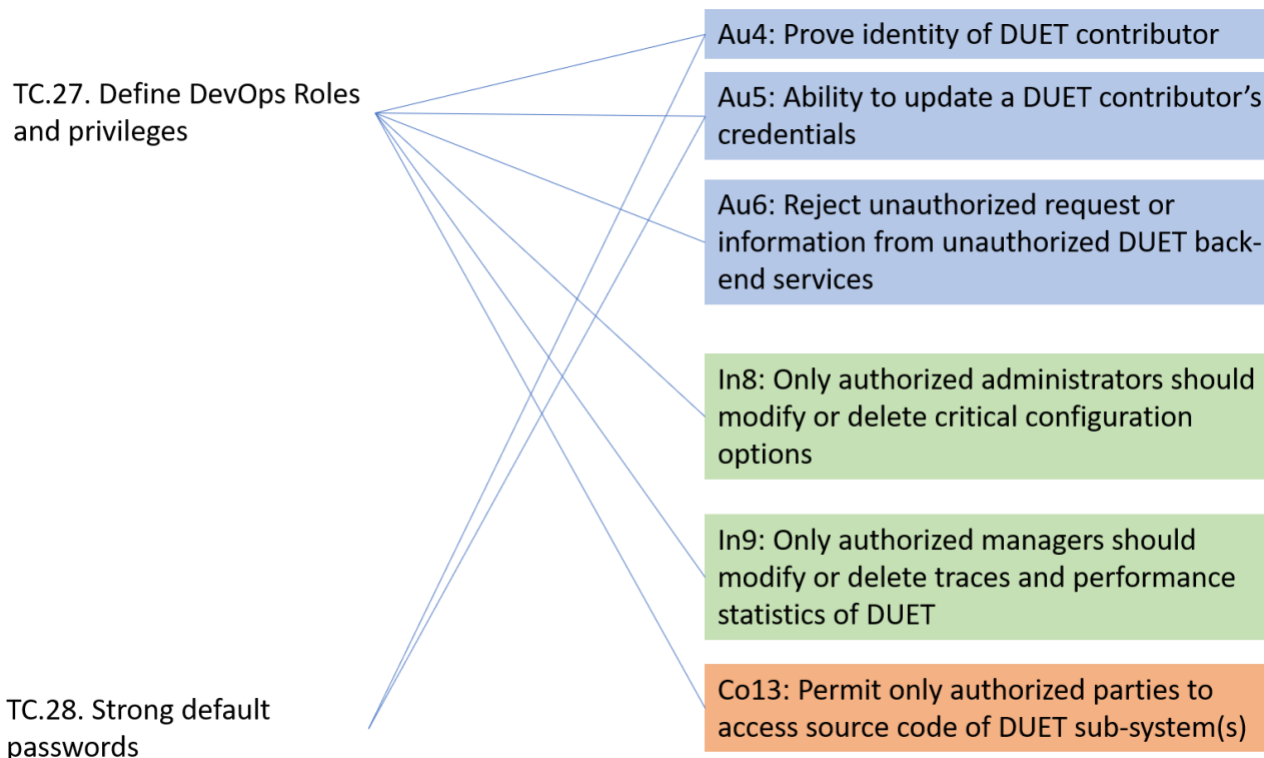 TC.27. Define DevOps Roles
and privileges
TC.28. Strong default
passwords
Au4: Prove identity of DUET contributor
Au5: Ability to update a DUET contributor’s
credentials
Au6: Reject unauthorized request or
information from unauthorized DUET back-
end services
In8: Only authorized administrators should
modify or delete critical configuration
options
In9: Only authorized managers should
modify or delete traces and performance
statistics of DUET
Co13: Permit only authorized parties to
access source code of DUET sub-system(s)